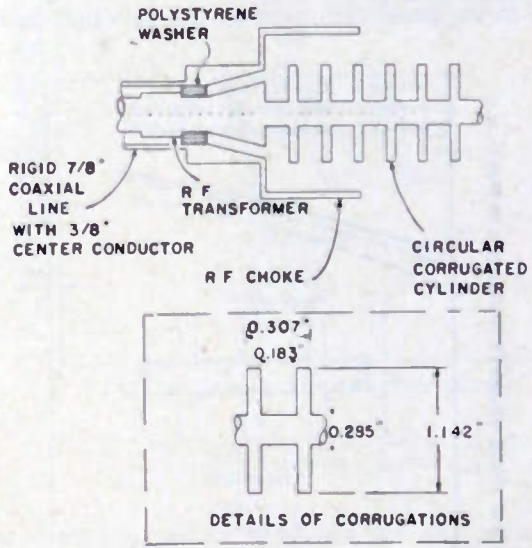 POLYSTYRENE
WASHER
RIGID 7/8"
COAXIAL
LINE
WITH 3/8"
CENTER CONDUCTOR
R F
TRANSFORMER
R F CHOKE
CIRCULAR
CORRUGATED
CYLINDER
0.307"
0.183"
0.295"
1.142"
DETAILS OF CORRUGATIONS